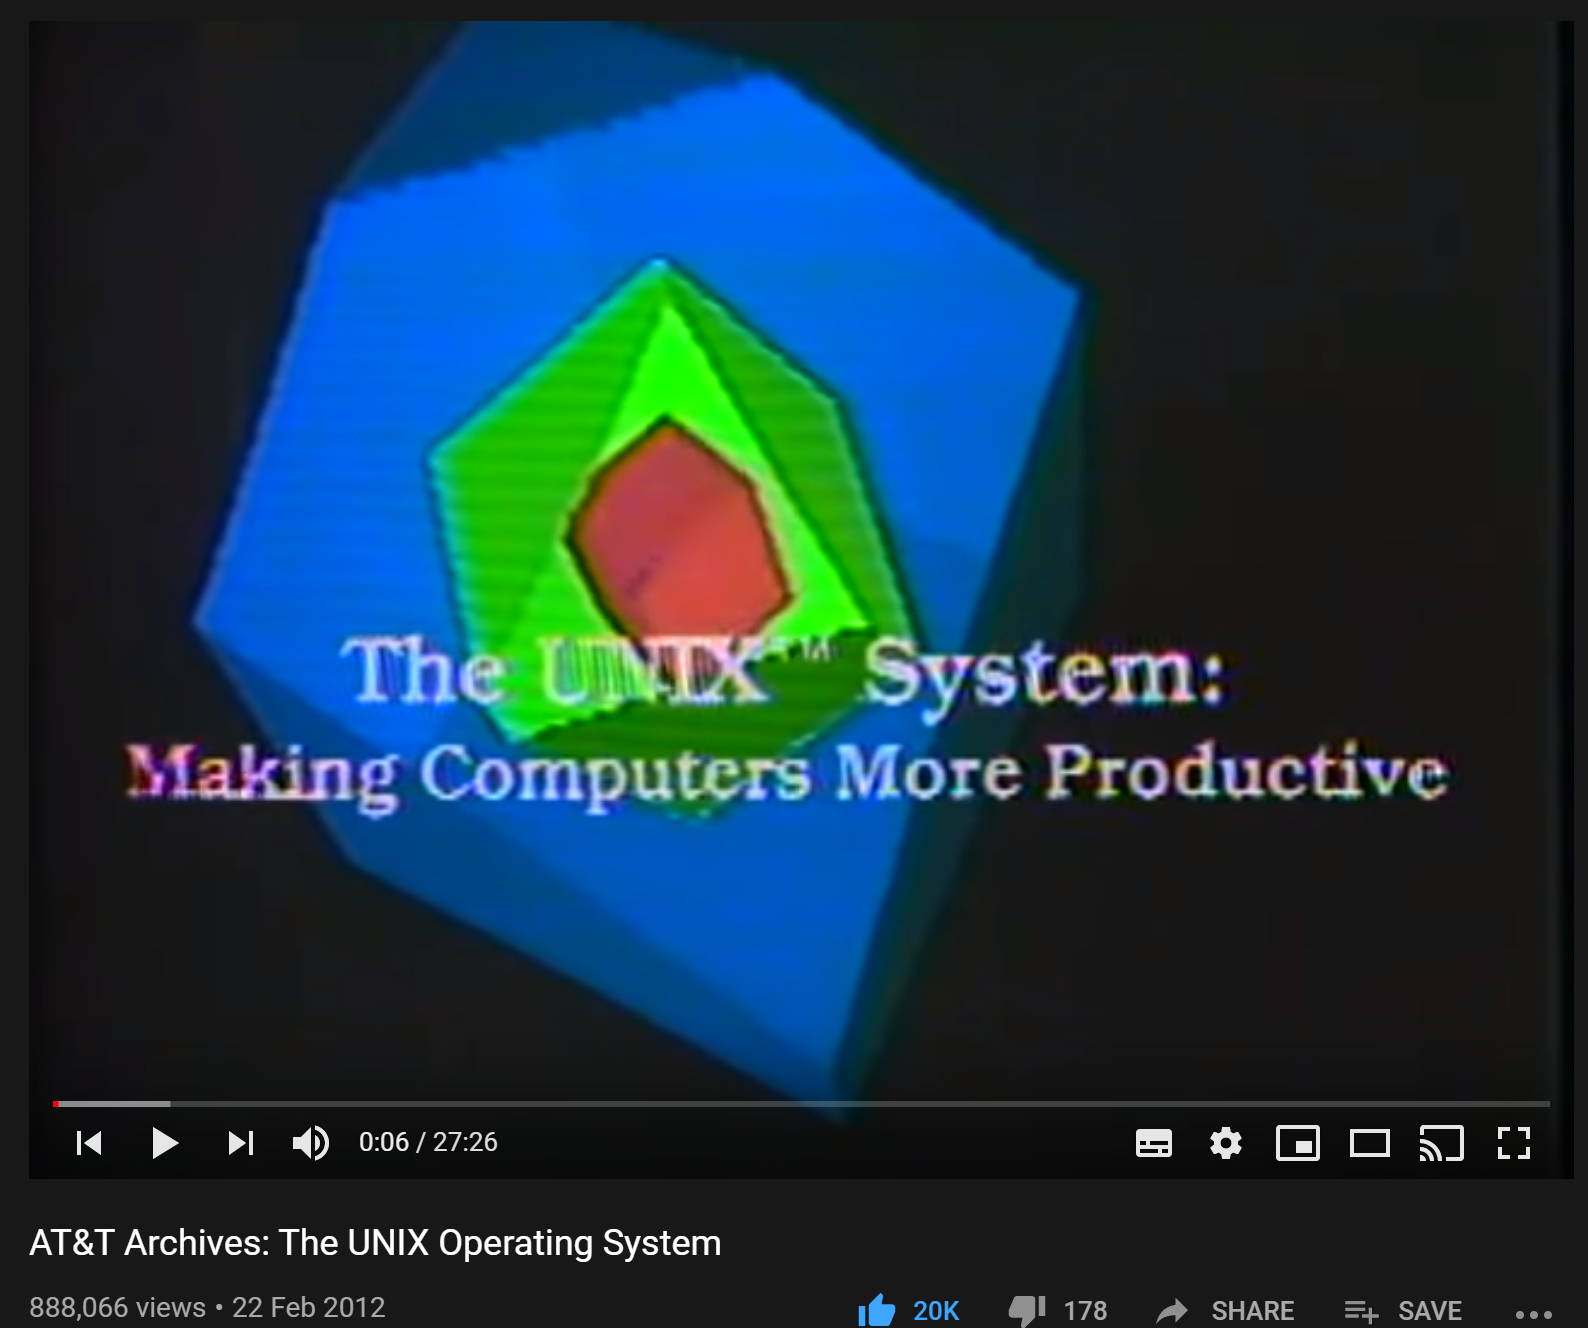 The UNIX™ System:
Making Computers More Productive
0:06 / 27:26
AT&T Archives: The UNIX Operating System
888,066 views • 22 Feb 2012
20K 178 SHARE SAVE